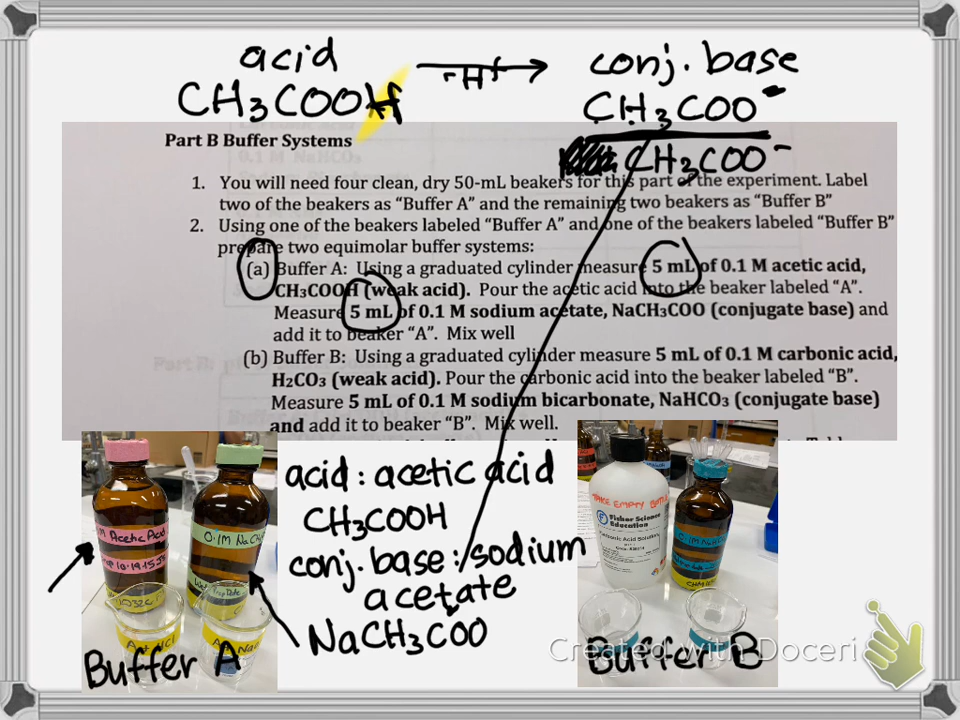 acid
-H+
conj. base
CH3COOH
CH3COO-
CH3COO-
Part B Buffer Systems
1. You will need four clean, dry 50-mL beakers for this part of the experiment. Label
two of the beakers as "Buffer A" and the remaining two beakers as "Buffer B"
2. Using one of the beakers labeled "Buffer A" and one of the beakers labeled "Buffer B"
prepare two equimolar buffer systems:
(a) Buffer A: Using a graduated cylinder measure 5 mL of 0.1 M acetic acid,
CH3COOH (weak acid). Pour the acetic acid into the beaker labeled "A".
Measure 5 mL of 0.1 M sodium acetate, NaCH3COO (conjugate base) and
add it to beaker "A". Mix well
(b) Buffer B: Using a graduated cylinder measure 5 mL of 0.1 M carbonic acid,
H2CO3 (weak acid). Pour the carbonic acid into the beaker labeled "B".
Measure 5 mL of 0.1 M sodium bicarbonate, NaHCO3 (conjugate base)
and add it to beaker "B". Mix well.
acid: acetic acid
CH3COOH
conj. base: sodium
acetate
NaCH3COO
M Acetic Acid
0.1M
Buffer A
TAKE EMPTY
Fisher Science
Education
Acid
Buffer B
Created with Doceri